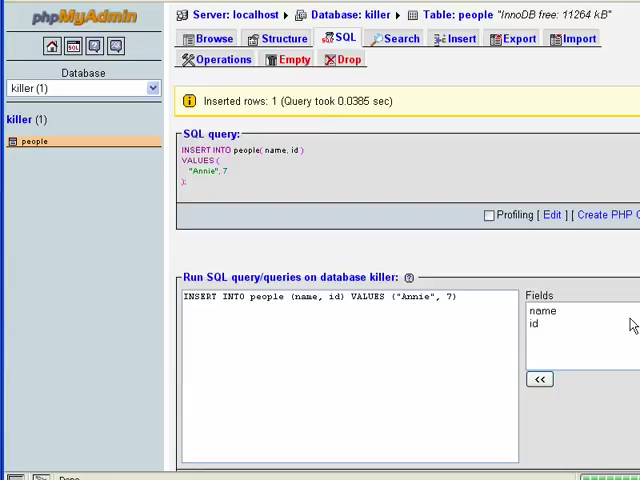 phpMyAdmin
Server: localhost Database: killer Table: people "InnoDB free: 11264 kB"
Browse Structure SQL Search Insert Export Import
SQL
Operations Empty Drop
Database
killer (1)
killer (1)
people
Inserted rows: 1 (Query took 0.0385 sec)
SQL query:
INSERT INTO people( name, id )
VALUES (
"Annie", 7
);
Profiling [ Edit ] [ Create PHP C
Run SQL query/queries on database killer:
INSERT INTO people (name, id) VALUES ("Annie", 7)
Fields
name
id
<<
Done